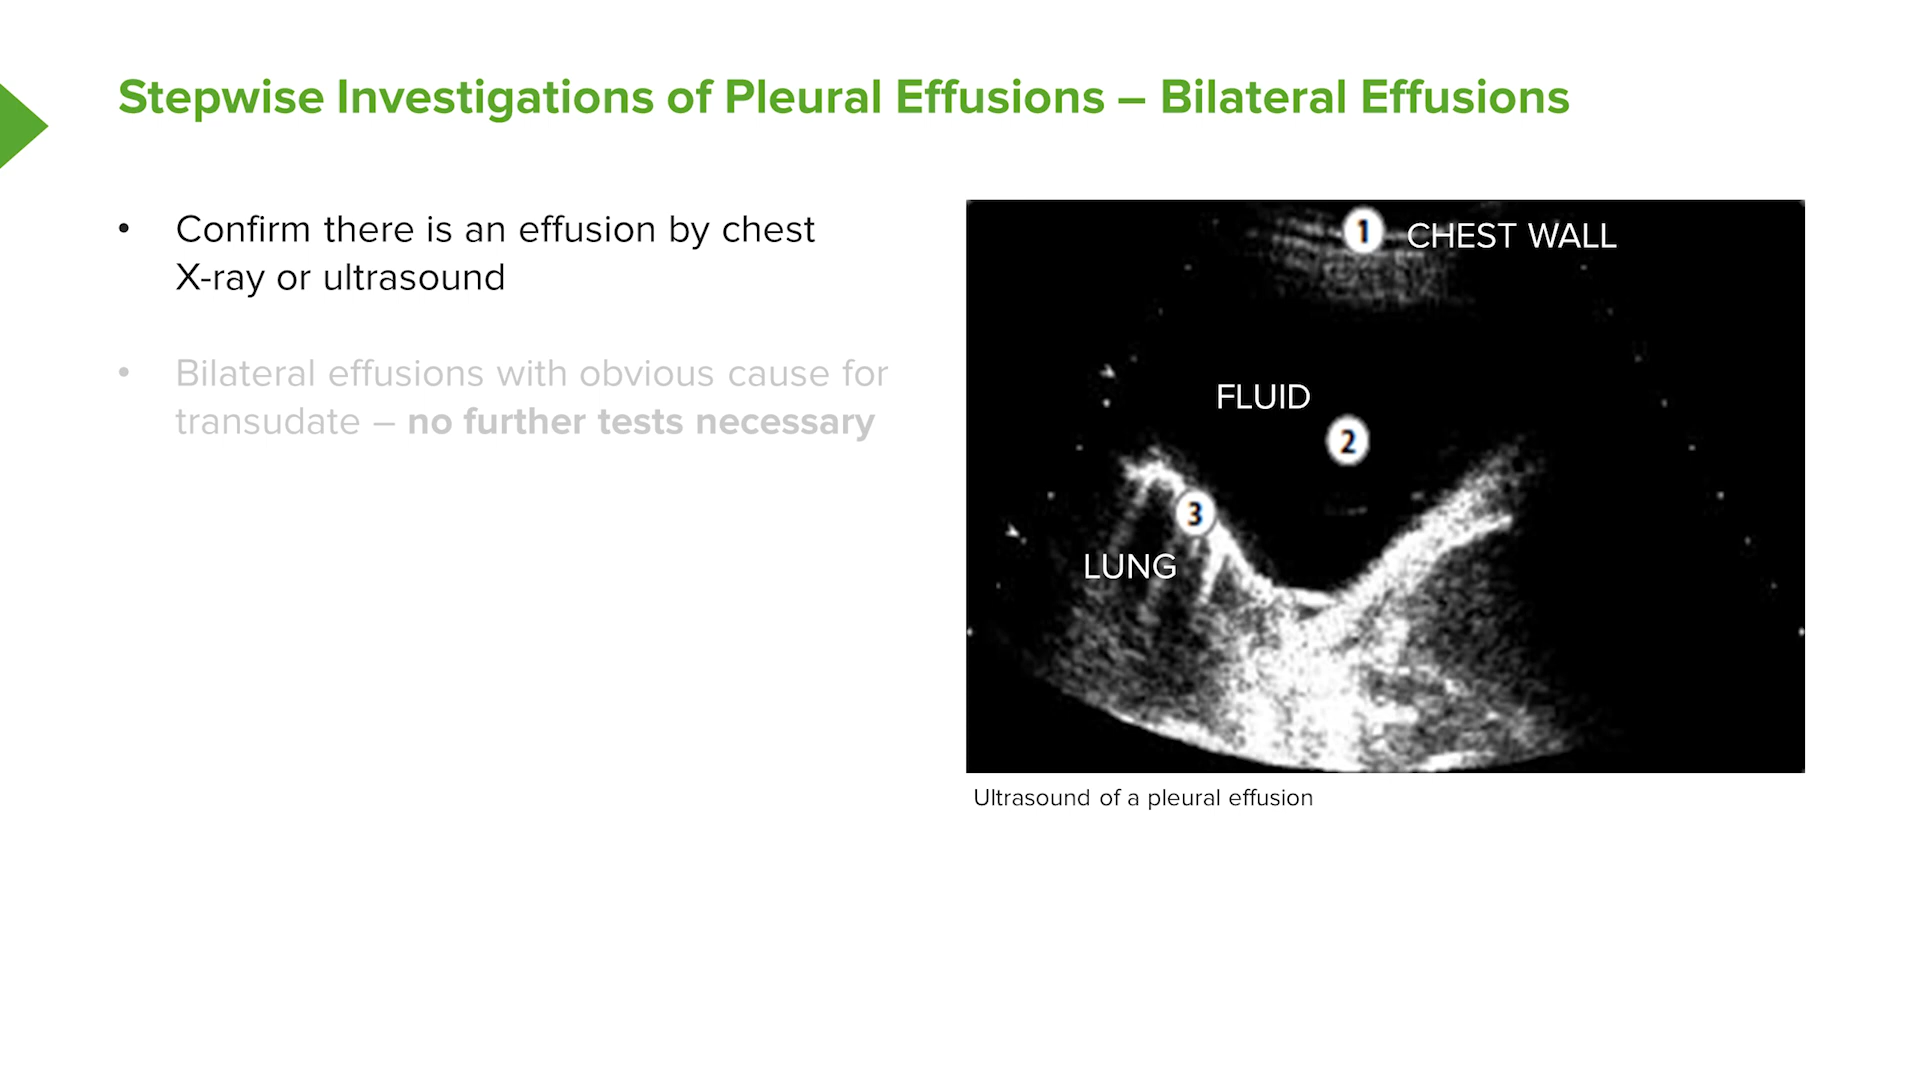 Stepwise Investigations of Pleural Effusions – Bilateral Effusions
• Confirm there is an effusion by chest
X-ray or ultrasound
• Bilateral effusions with obvious cause for
transudate – no further tests necessary
1 CHEST WALL
FLUID
2
3
LUNG
Ultrasound of a pleural effusion